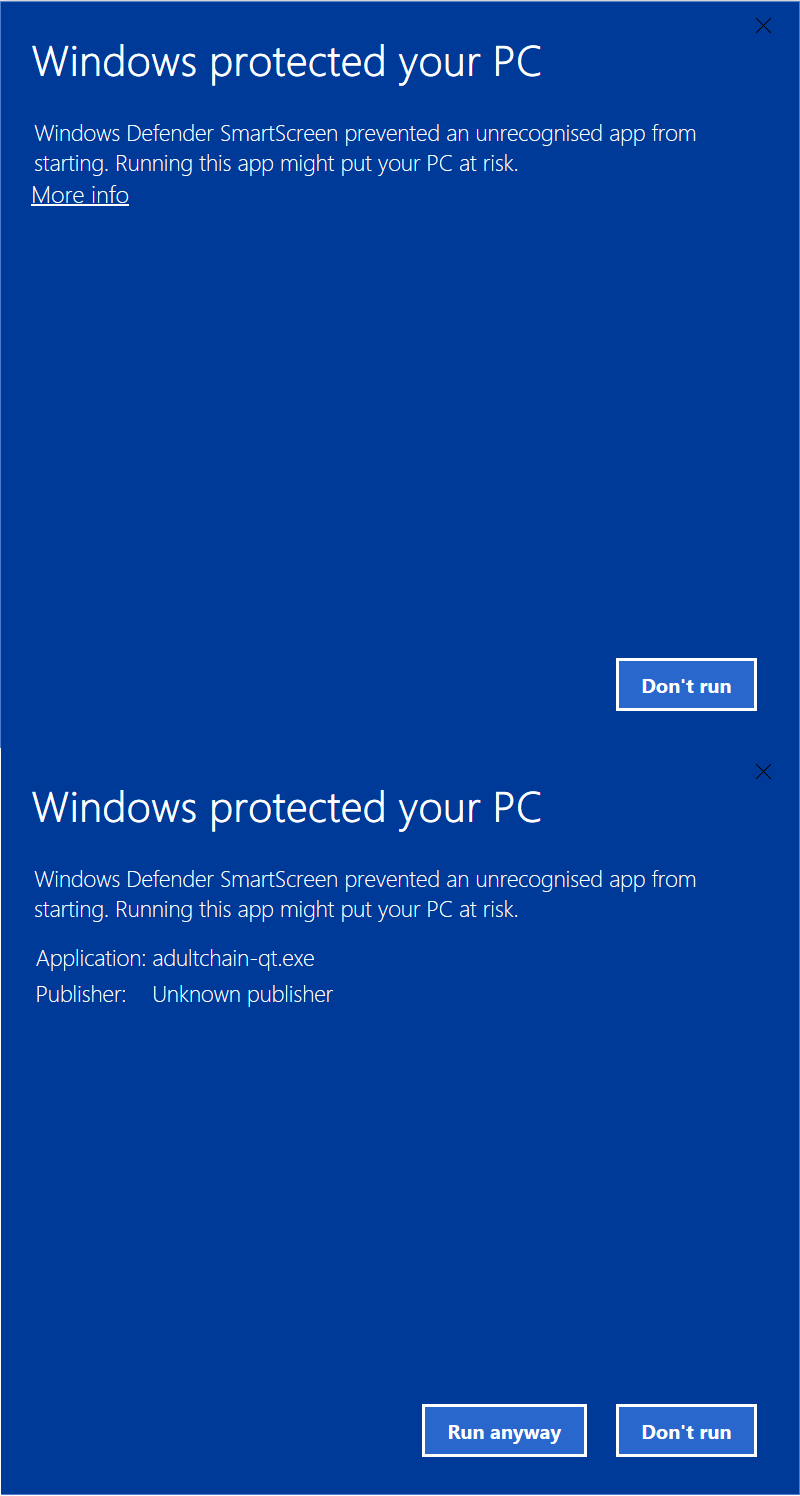 Windows protected your PC
Windows Defender SmartScreen prevented an unrecognised app from
starting. Running this app might put your PC at risk.
More info
Don't run
Windows protected your PC
Windows Defender SmartScreen prevented an unrecognised app from
starting. Running this app might put your PC at risk.
Application: adultchain-qt.exe
Publisher: Unknown publisher
Run anyway Don't run